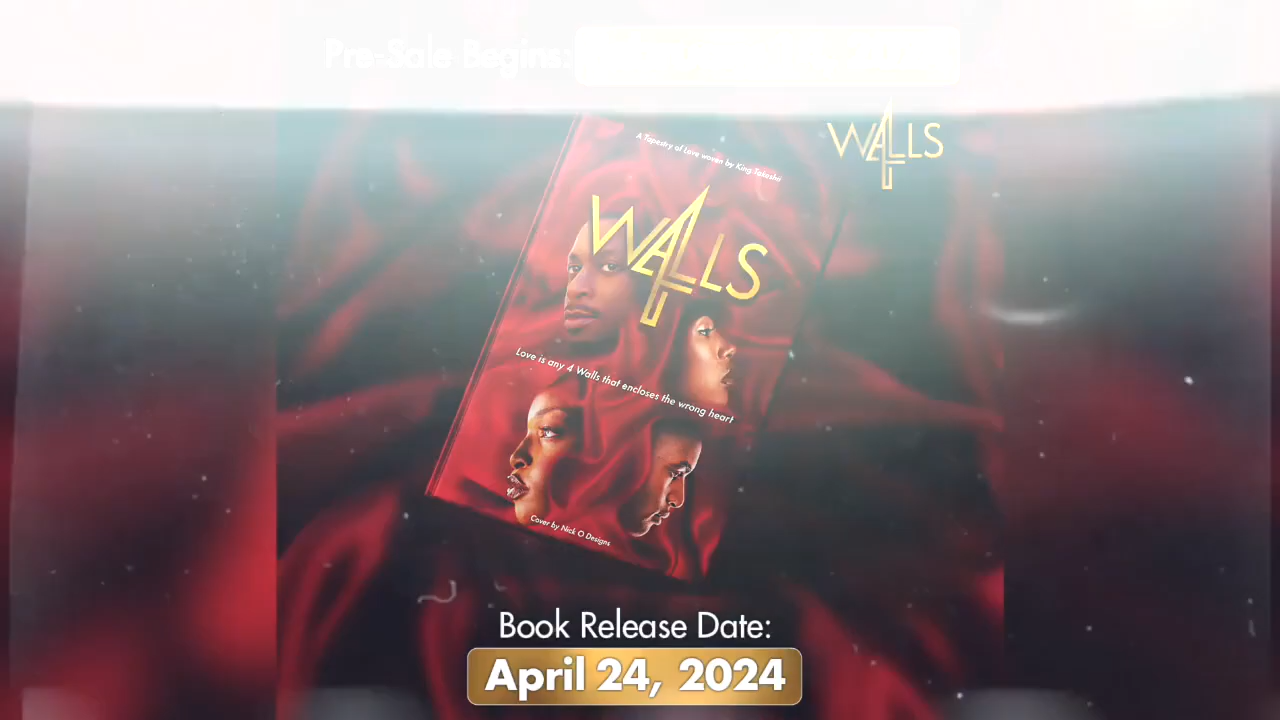 Pre-Sale Begins:
WALLS
A Tapestry of Love woven by King Takeshi
WALLS
Love is any 4 Walls that encloses the wrong heart
Cover by Nick O Designs
Book Release Date:
April 24, 2024